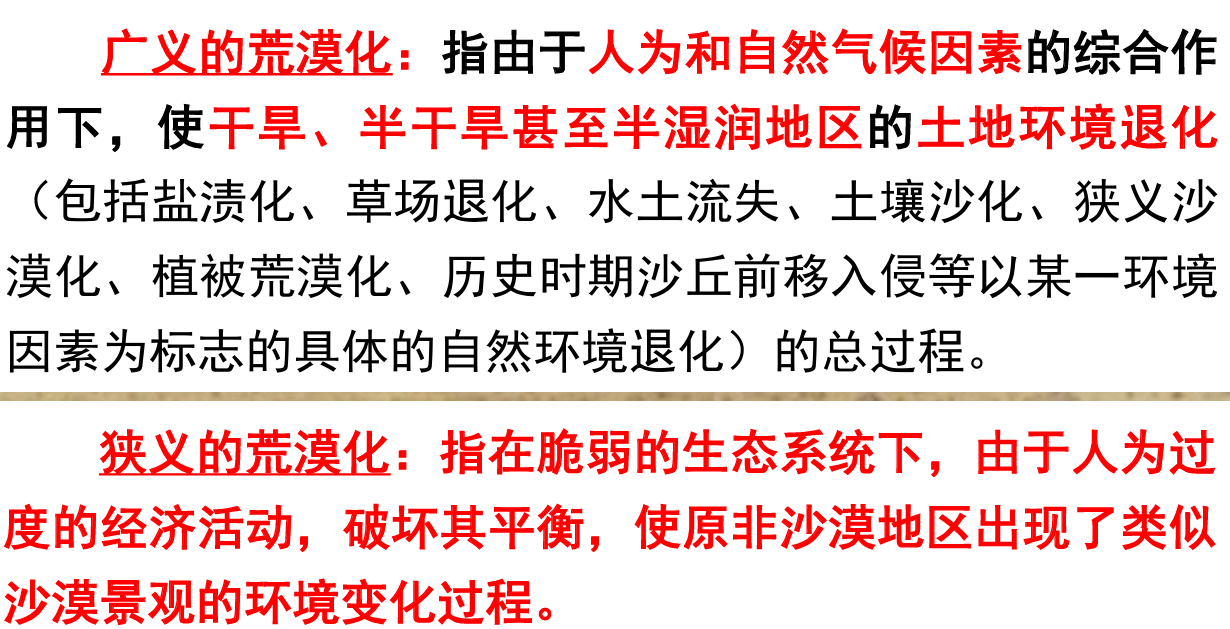 广义的荒漠化：指由于人为和自然气候因素的综合作
用下，使干旱、半干旱甚至半湿润地区的土地环境退化
（包括盐渍化、草场退化、水土流失、土壤沙化、狭义沙
漠化、植被荒漠化、历史时期沙丘前移入侵等以某一环境
因素为标志的具体的自然环境退化）的总过程。
狭义的荒漠化：指在脆弱的生态系统下，由于人为过
度的经济活动，破坏其平衡，使原非沙漠地区出现了类似
沙漠景观的环境变化过程。